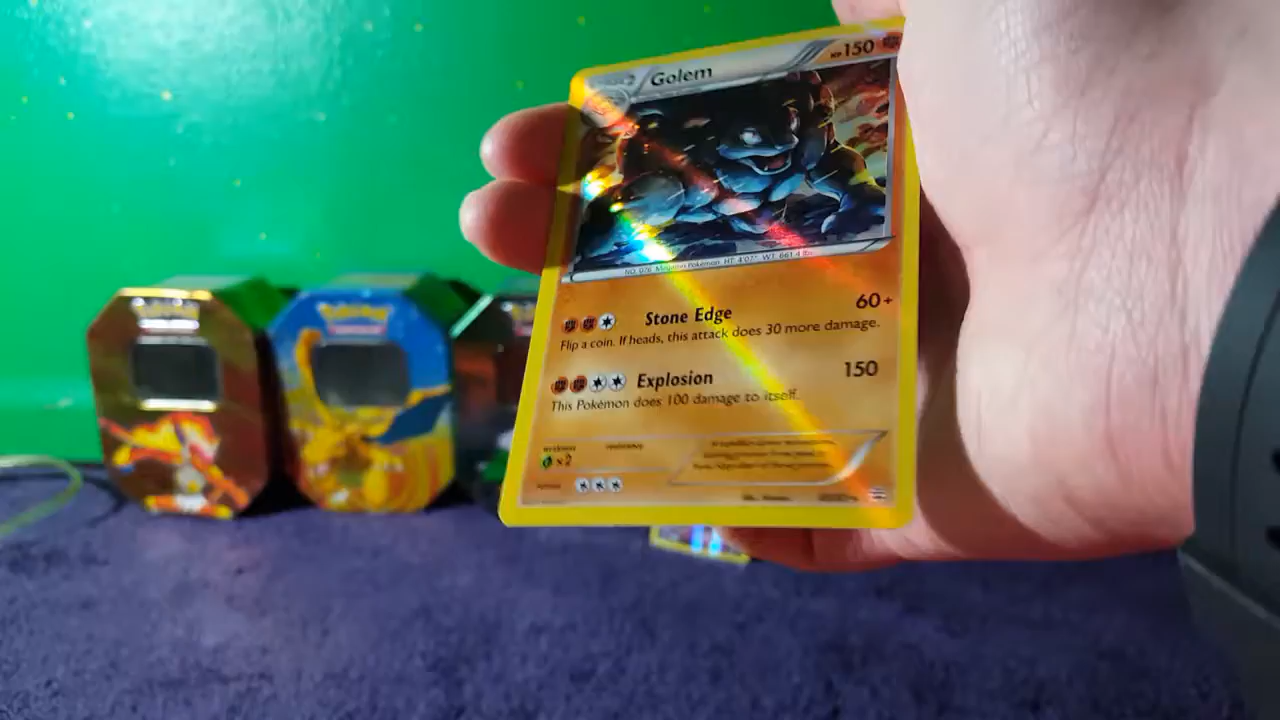 Golem
HP150
NO. 076 Megaton Pokémon HT: 4'07" WT: 661.4 lbs.
Stone Edge 60+
Flip a coin. If heads, this attack does 30 more damage.
Explosion 150
This Pokémon does 100 damage to itself.
weakness resistance
×2
Pokémon
Pokémon